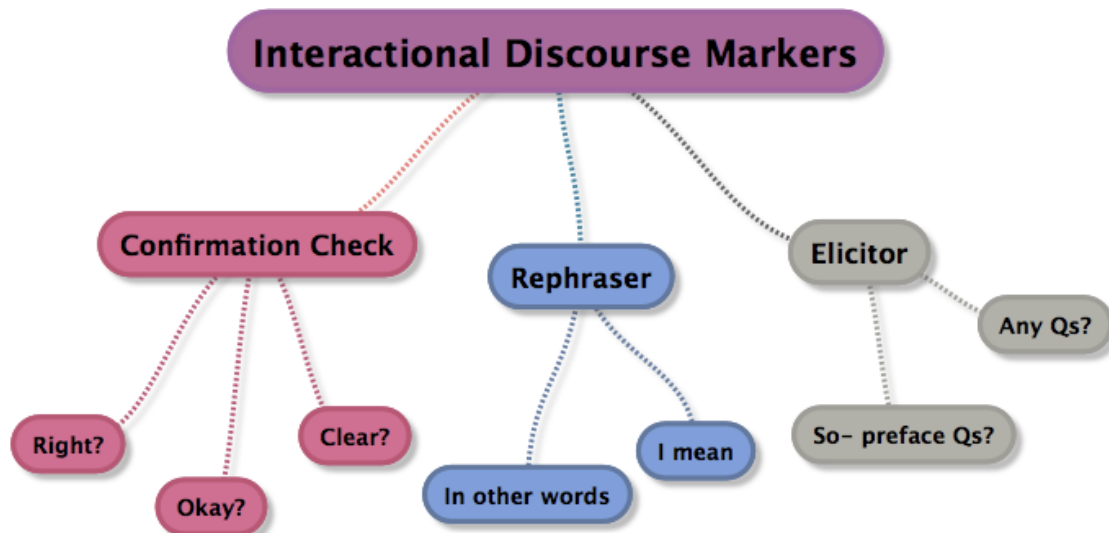 Interactional Discourse Markers
Confirmation Check
Rephraser
Elicitor
Any Qs?
Right?
Okay?
Clear?
In other words
I mean
So- preface Qs?